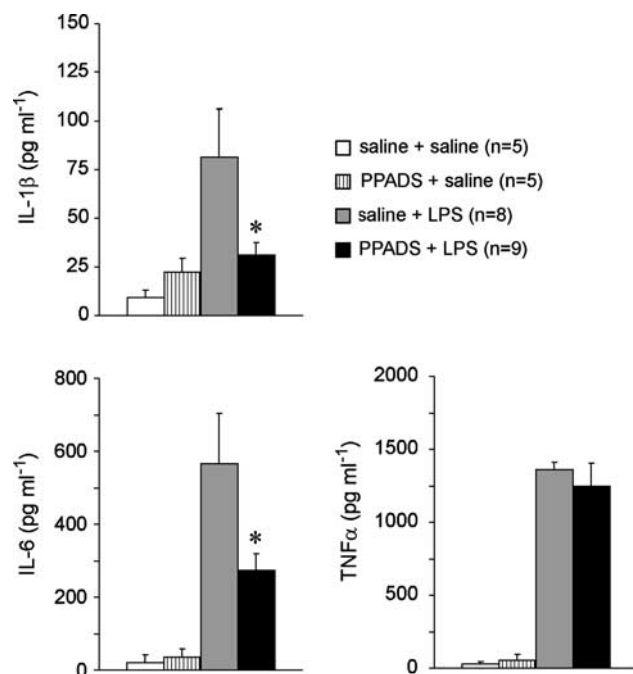 150
125
100
75
50
25
0
IL-1β (pg ml⁻¹)
*
saline + saline (n=5)
PPADS + saline (n=5)
saline + LPS (n=8)
PPADS + LPS (n=9)
800
600
400
200
0
IL-6 (pg ml⁻¹)
*
2000
1500
1000
500
0
TNFα (pg ml⁻¹)